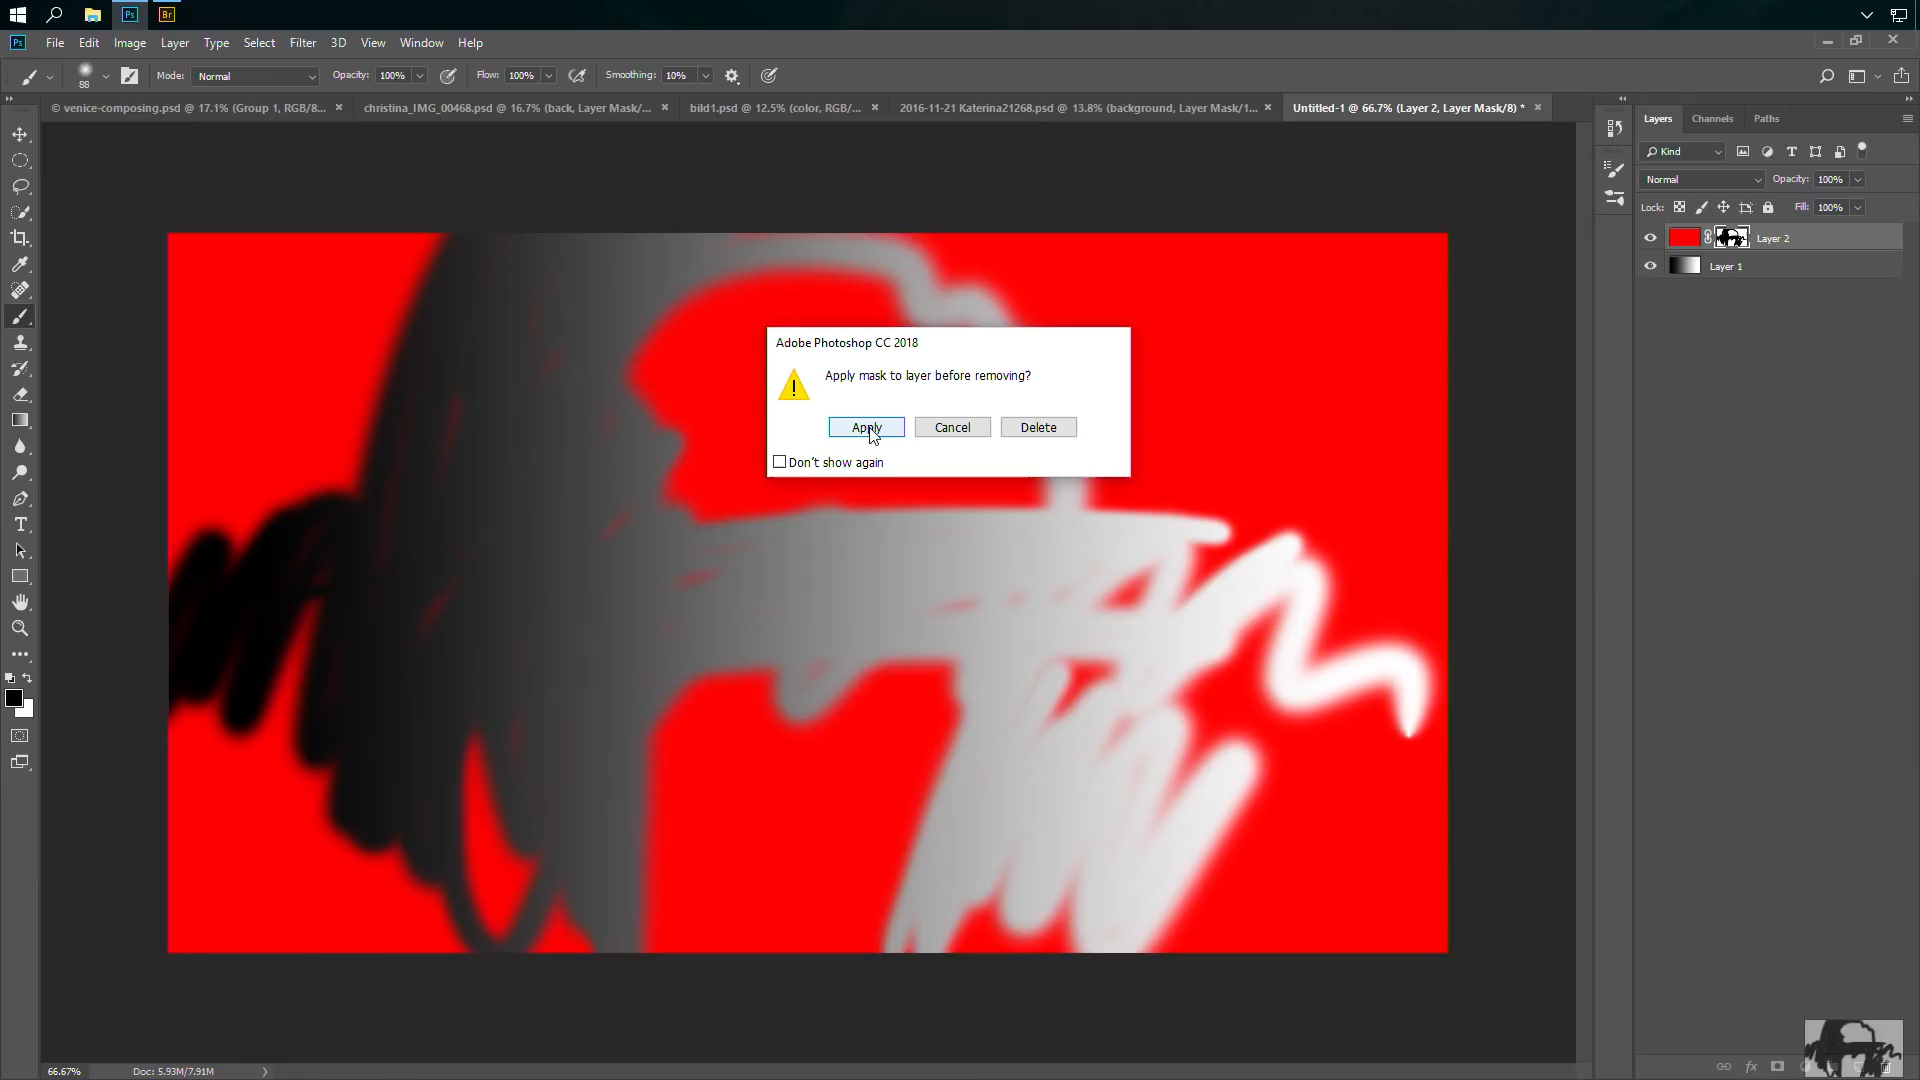 Ps
Br
Ps
File Edit Image Layer Type Select Filter 3D View Window Help
88
Mode: Normal
Opacity: 100%
Flow: 100%
Smoothing: 10%
© venice-composing.psd @ 17.1% (Group 1, RGB/8... ×
christina_IMG_00468.psd @ 16.7% (back, Layer Mask/... ×
bild1.psd @ 12.5% (color, RGB/... ×
2016-11-21 Katerina21268.psd @ 13.8% (background, Layer Mask/1... ×
Untitled-1 @ 66.7% (Layer 2, Layer Mask/8) * ×
Layers Channels Paths
Kind
Normal
Opacity: 100%
Lock:
Fill: 100%
Layer 2
Layer 1
Adobe Photoshop CC 2018
Apply mask to layer before removing?
Apply Cancel Delete
Don't show again
66.67%
Doc: 5.93M/7.91M
fx